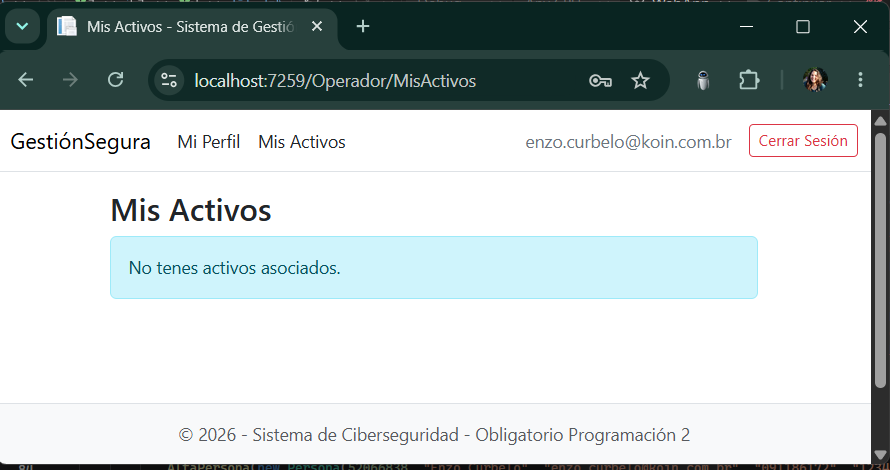 Mis Activos - Sistema de Gestió
localhost:7259/Operador/MisActivos
GestiónSegura Mi Perfil Mis Activos enzo.curbelo@koin.com.br Cerrar Sesión
Mis Activos
No tenes activos asociados.
© 2026 - Sistema de Ciberseguridad - Obligatorio Programación 2